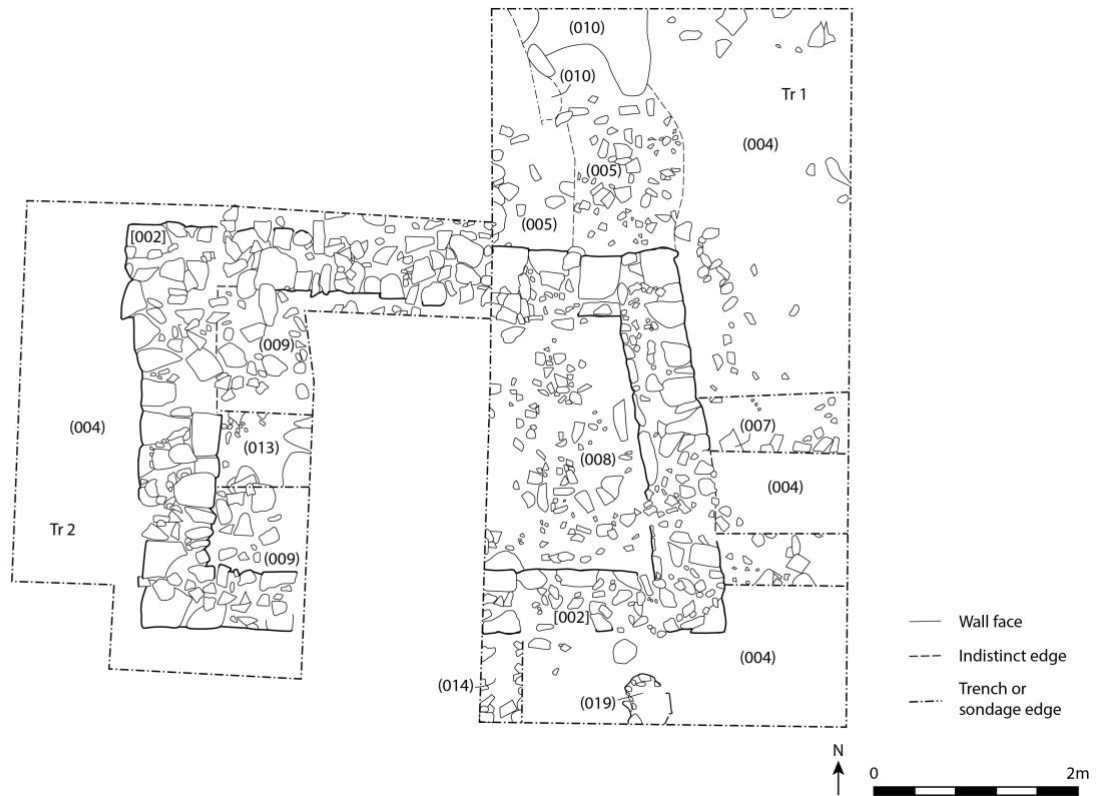 (010)
(010)
Tr 1
(004)
(005)
(005)
[002]
(009)
(004)
(013)
(007)
(008)
(004)
Tr 2
(009)
[002]
(004)
(014)
(019)
Wall face
Indistinct edge
Trench or
sondage edge
N
0 2m